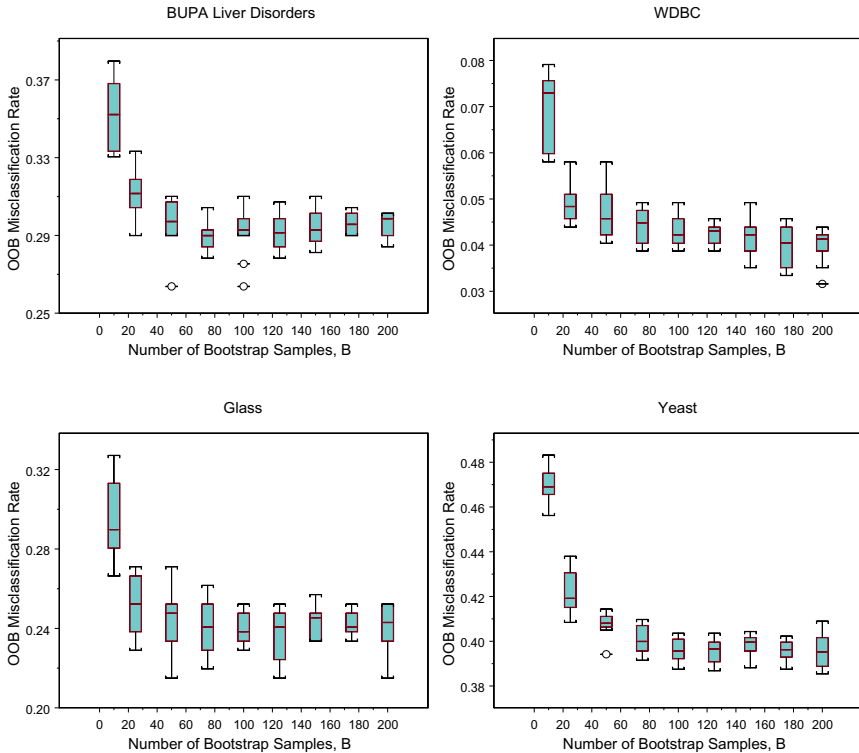 BUPA Liver Disorders
OOB Misclassification Rate
0.37
0.33
0.29
0.25
0 20 40 60 80 100 120 140 160 180 200
Number of Bootstrap Samples, B
WDBC
OOB Misclassification Rate
0.08
0.07
0.06
0.05
0.04
0.03
0 20 40 60 80 100 120 140 160 180 200
Number of Bootstrap Samples, B
Glass
OOB Misclassification Rate
0.32
0.28
0.24
0.20
0 20 40 60 80 100 120 140 160 180 200
Number of Bootstrap Samples, B
Yeast
OOB Misclassification Rate
0.48
0.46
0.44
0.42
0.40
0.38
0 20 40 60 80 100 120 140 160 180 200
Number of Bootstrap Samples, B